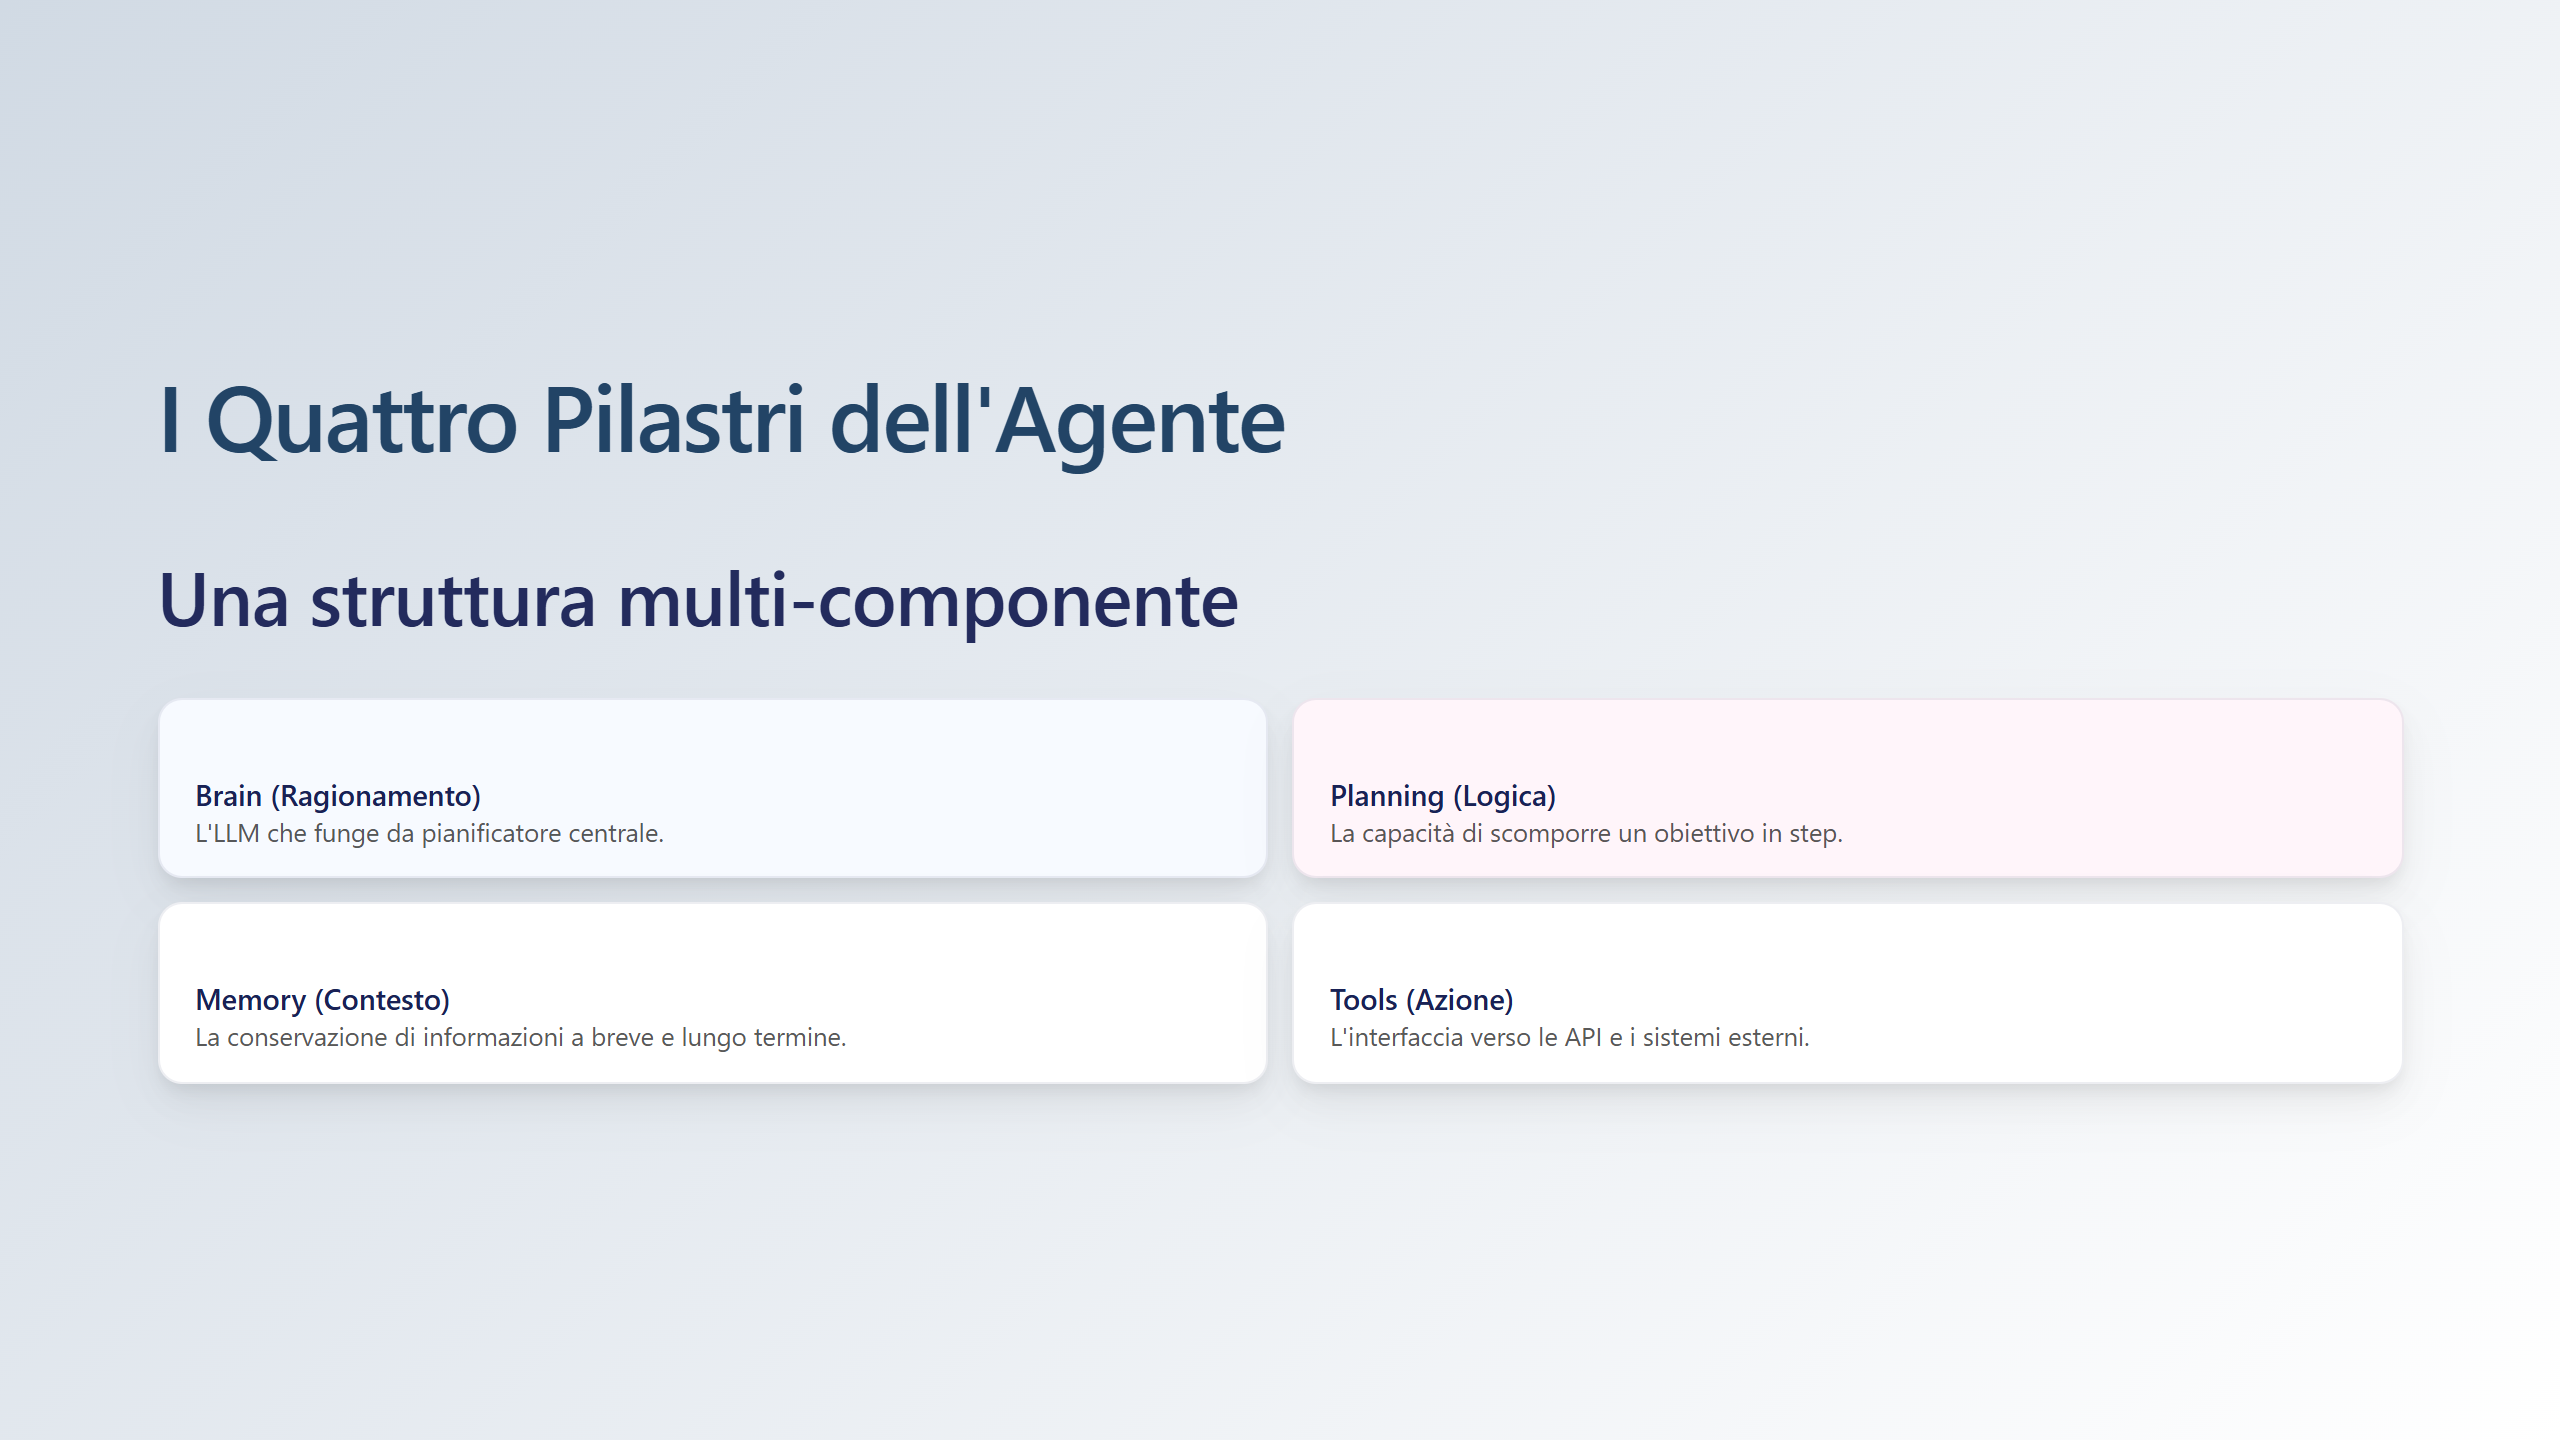 I Quattro Pilastri dell'Agente
Una struttura multi-componente
Brain (Ragionamento)
L'LLM che funge da pianificatore centrale.
Planning (Logica)
La capacità di scomporre un obiettivo in step.
Memory (Contesto)
La conservazione di informazioni a breve e lungo termine.
Tools (Azione)
L'interfaccia verso le API e i sistemi esterni.